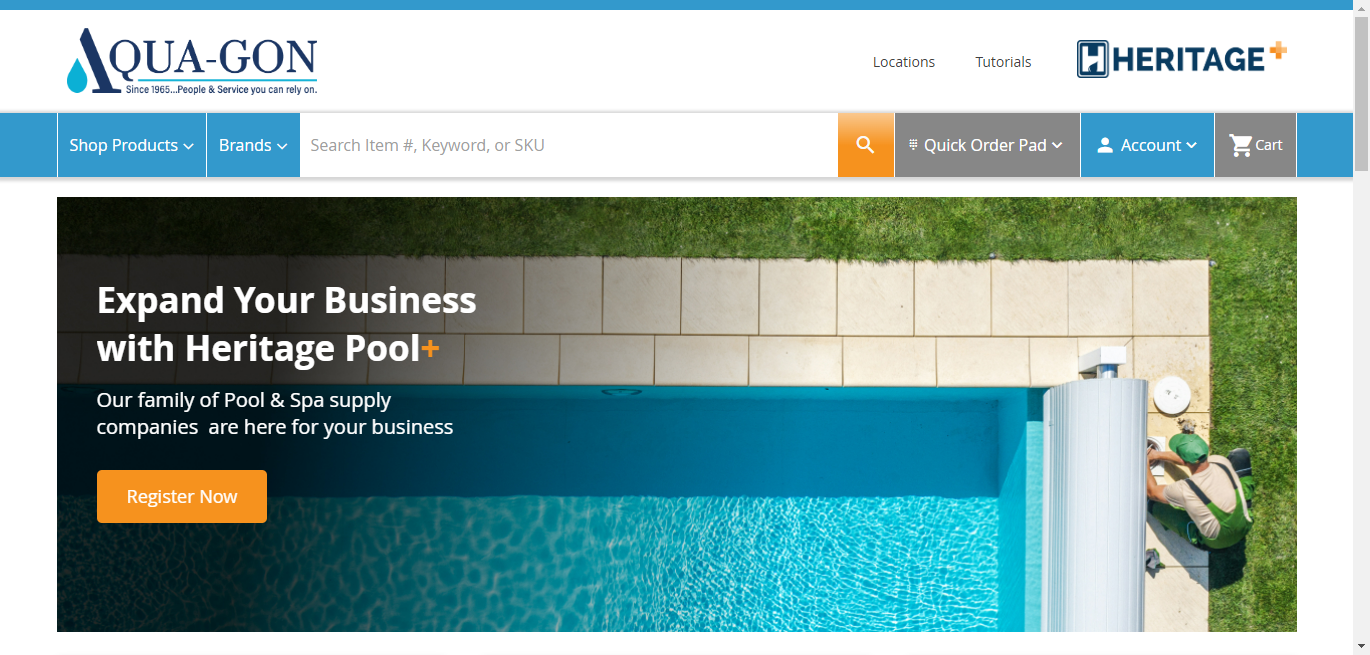 AQUA-GON
Since 1965...People & Service you can rely on.
Locations
Tutorials
HERITAGE+
Shop Products
Brands
Search Item #, Keyword, or SKU
Quick Order Pad
Account
Cart
Expand Your Business
with Heritage Pool+
Our family of Pool & Spa supply
companies are here for your business
Register Now